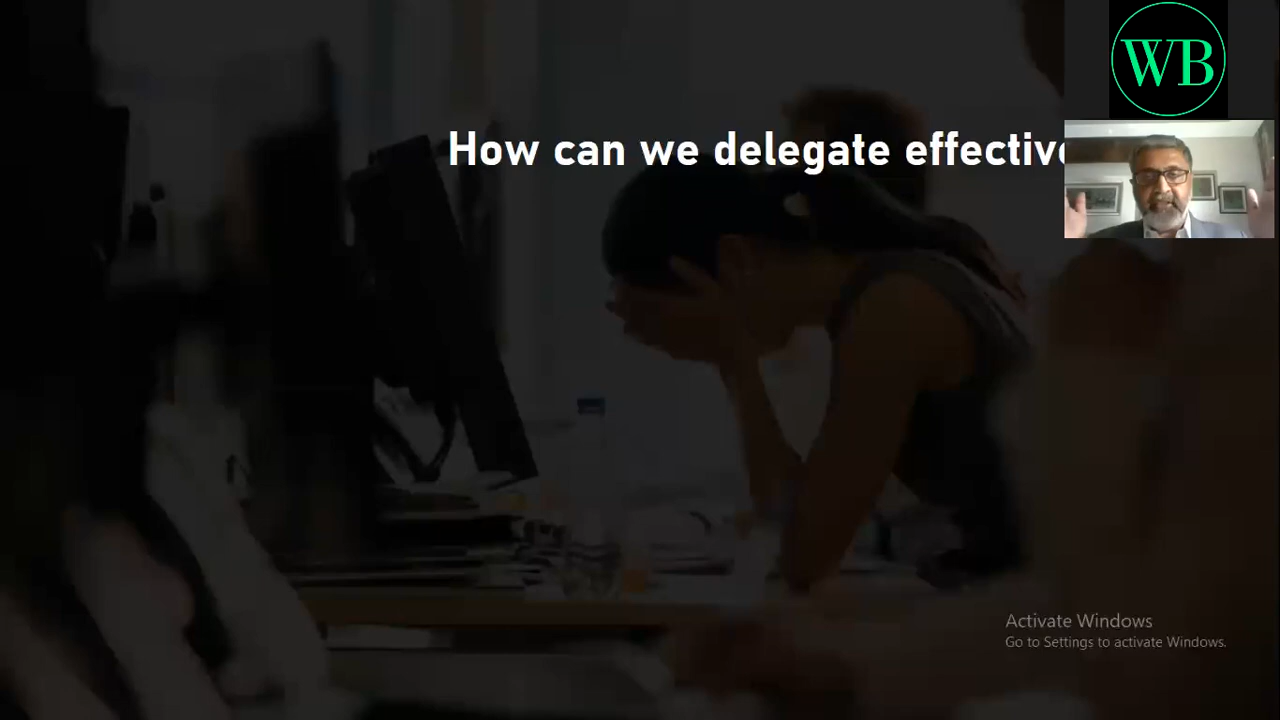 WB
How can we delegate effectiv
Activate Windows
Go to Settings to activate Windows.